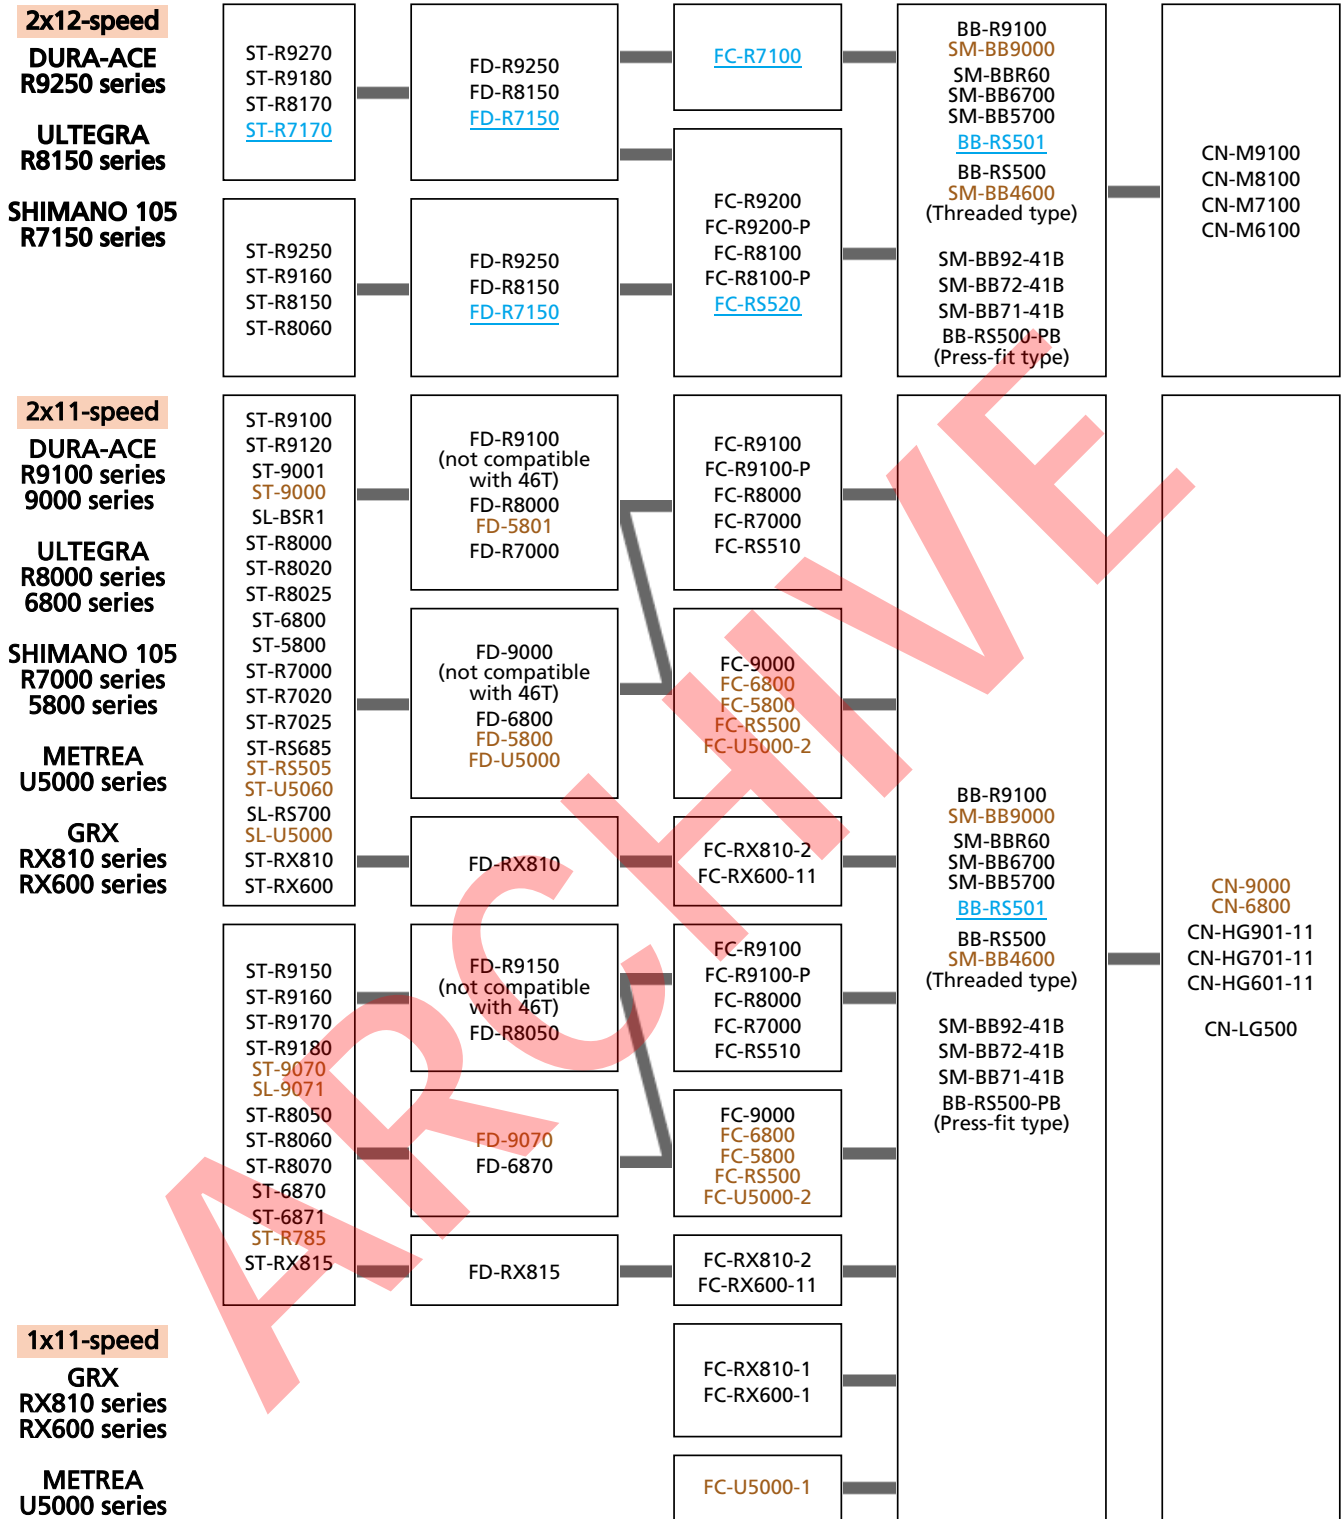 2x12-speed
DURA-ACE
R9250 series
ULTEGRA
R8150 series
SHIMANO 105
R7150 series
ST-R9270
ST-R9180
ST-R8170
ST-R7170
ST-R9250
ST-R9160
ST-R8150
ST-R8060
FD-R9250
FD-R8150
FD-R7150
FD-R9250
FD-R8150
FD-R7150
FC-R7100
FC-R9200
FC-R9200-P
FC-R8100
FC-R8100-P
FC-RS520
BB-R9100
SM-BB9000
SM-BBR60
SM-BB6700
SM-BB5700
BB-RS501
BB-RS500
SM-BB4600
(Threaded type)
SM-BB92-41B
SM-BB72-41B
SM-BB71-41B
BB-RS500-PB
(Press-fit type)
CN-M9100
CN-M8100
CN-M7100
CN-M6100
2x11-speed
DURA-ACE
R9100 series
9000 series
ULTEGRA
R8000 series
6800 series
SHIMANO 105
R7000 series
5800 series
METREA
U5000 series
GRX
RX810 series
RX600 series
ST-R9100
ST-R9120
ST-9001
ST-9000
SL-BSR1
ST-R8000
ST-R8020
ST-R8025
ST-6800
ST-5800
ST-R7000
ST-R7020
ST-R7025
ST-RS685
ST-RS505
ST-U5060
SL-RS700
SL-U5000
ST-RX810
ST-RX600
FD-R9100
(not compatible
with 46T)
FD-R8000
FD-5801
FD-R7000
FD-9000
(not compatible
with 46T)
FD-6800
FD-5800
FD-U5000
FD-RX810
FC-R9100
FC-R9100-P
FC-R8000
FC-R7000
FC-RS510
FC-9000
FC-6800
FC-5800
FC-RS500
FC-U5000-2
FC-RX810-2
FC-RX600-11
ST-R9150
ST-R9160
ST-R9170
ST-R9180
ST-9070
SL-9071
ST-R8050
ST-R8060
ST-R8070
ST-6870
ST-6871
ST-R785
ST-RX815
FD-R9150
(not compatible
with 46T)
FD-R8050
FD-9070
FD-6870
FD-RX815
FC-R9100
FC-R9100-P
FC-R8000
FC-R7000
FC-RS510
FC-9000
FC-6800
FC-5800
FC-RS500
FC-U5000-2
FC-RX810-2
FC-RX600-11
BB-R9100
SM-BB9000
SM-BBR60
SM-BB6700
SM-BB5700
BB-RS501
BB-RS500
SM-BB4600
(Threaded type)
SM-BB92-41B
SM-BB72-41B
SM-BB71-41B
BB-RS500-PB
(Press-fit type)
CN-9000
CN-6800
CN-HG901-11
CN-HG701-11
CN-HG601-11
CN-LG500
1x11-speed
GRX
RX810 series
RX600 series
METREA
U5000 series
FC-RX810-1
FC-RX600-1
FC-U5000-1
ARCHIVE